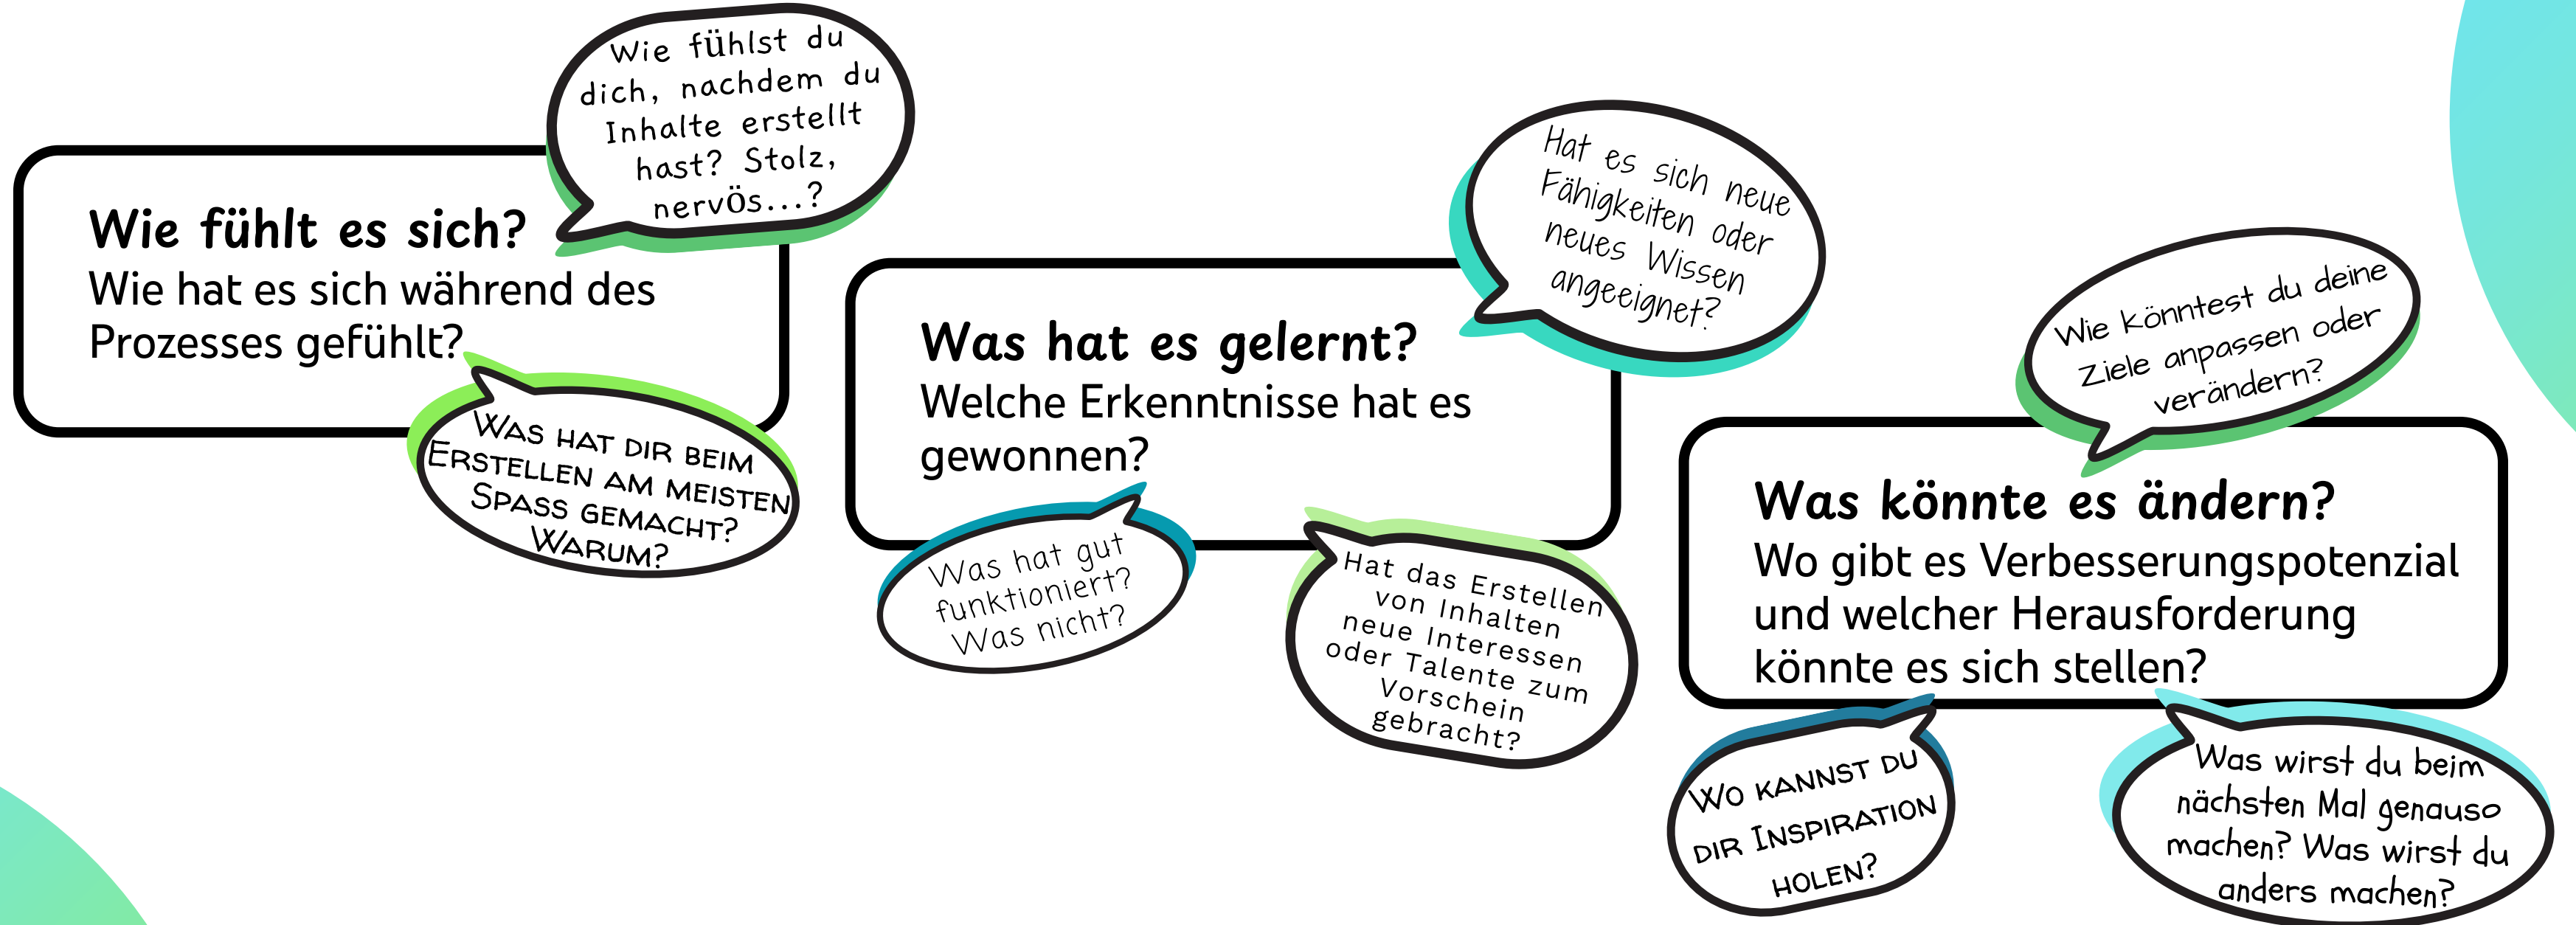 Wie fühlst du
dich, nachdem du
Inhalte erstellt
hast? Stolz,
nervös...?
Wie fühlt es sich?
Wie hat es sich während des
Prozesses gefühlt?
Was hat dir beim
Erstellen am meisten
Spass gemacht?
Warum?
Hat es sich neue
Fähigkeiten oder
neues Wissen
angeeignet?
Was hat es gelernt?
Welche Erkenntnisse hat es
gewonnen?
Was hat gut
funktioniert?
Was nicht?
Hat das Erstellen
von Inhalten
neue Interessen
oder Talente zum
Vorschein
gebracht?
Wie könntest du deine
Ziele anpassen oder
verändern?
Was könnte es ändern?
Wo gibt es Verbesserungspotenzial
und welcher Herausforderung
könnte es sich stellen?
Wo kannst du
dir Inspiration
holen?
Was wirst du beim
nächsten Mal genauso
machen? Was wirst du
anders machen?